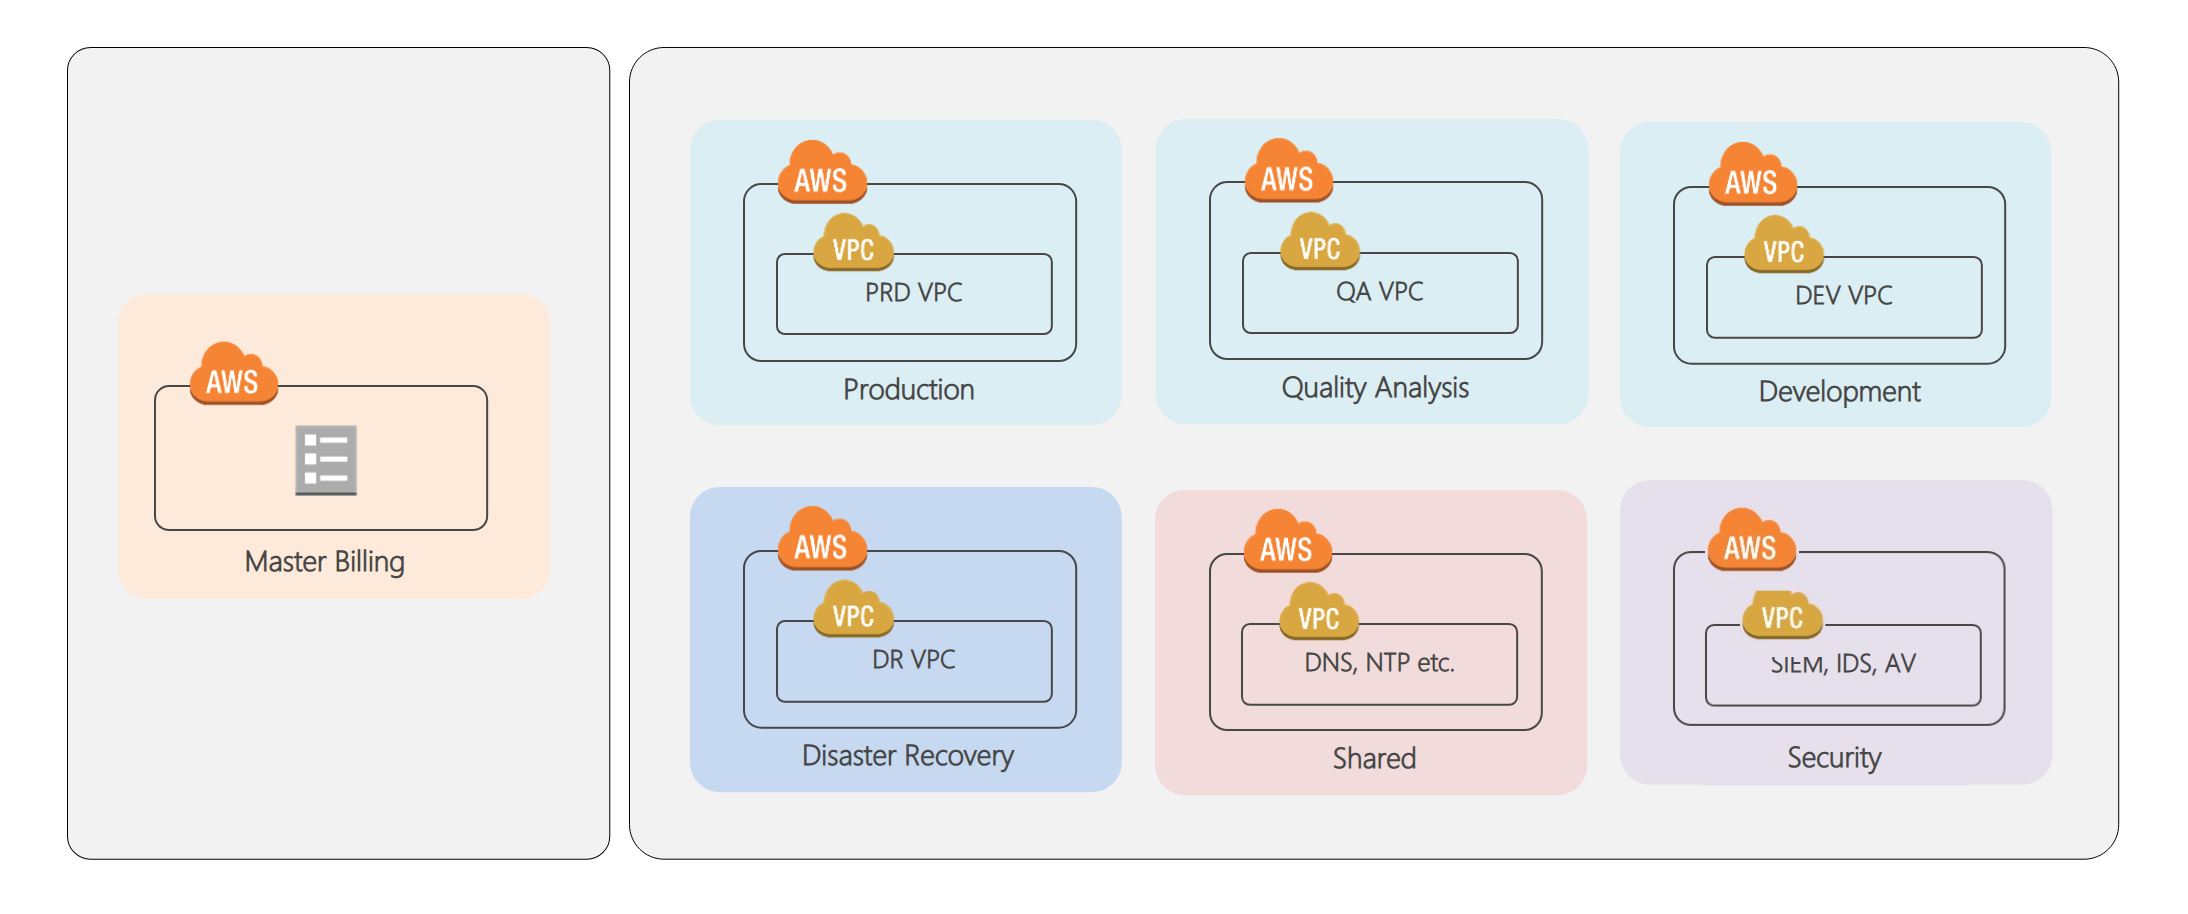 AWS
Master Billing
AWS
VPC
PRD VPC
Production
AWS
VPC
QA VPC
Quality Analysis
AWS
VPC
DEV VPC
Development
AWS
VPC
DR VPC
Disaster Recovery
AWS
VPC
DNS, NTP etc.
Shared
AWS
VPC
SIEM, IDS, AV
Security